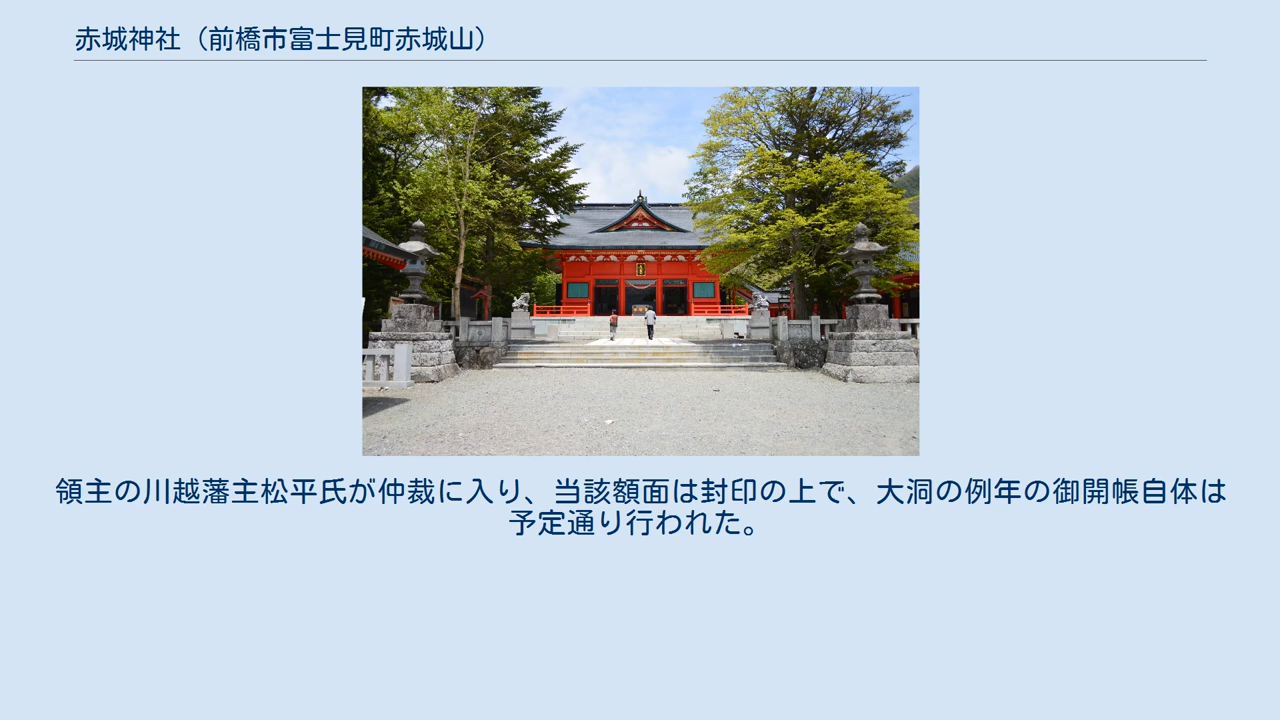 赤城神社（前橋市富士見町赤城山）
領主の川越藩主松平氏が仲裁に入り、当該額面は封印の上で、大洞の例年の御開帳自体は
予定通り行われた。